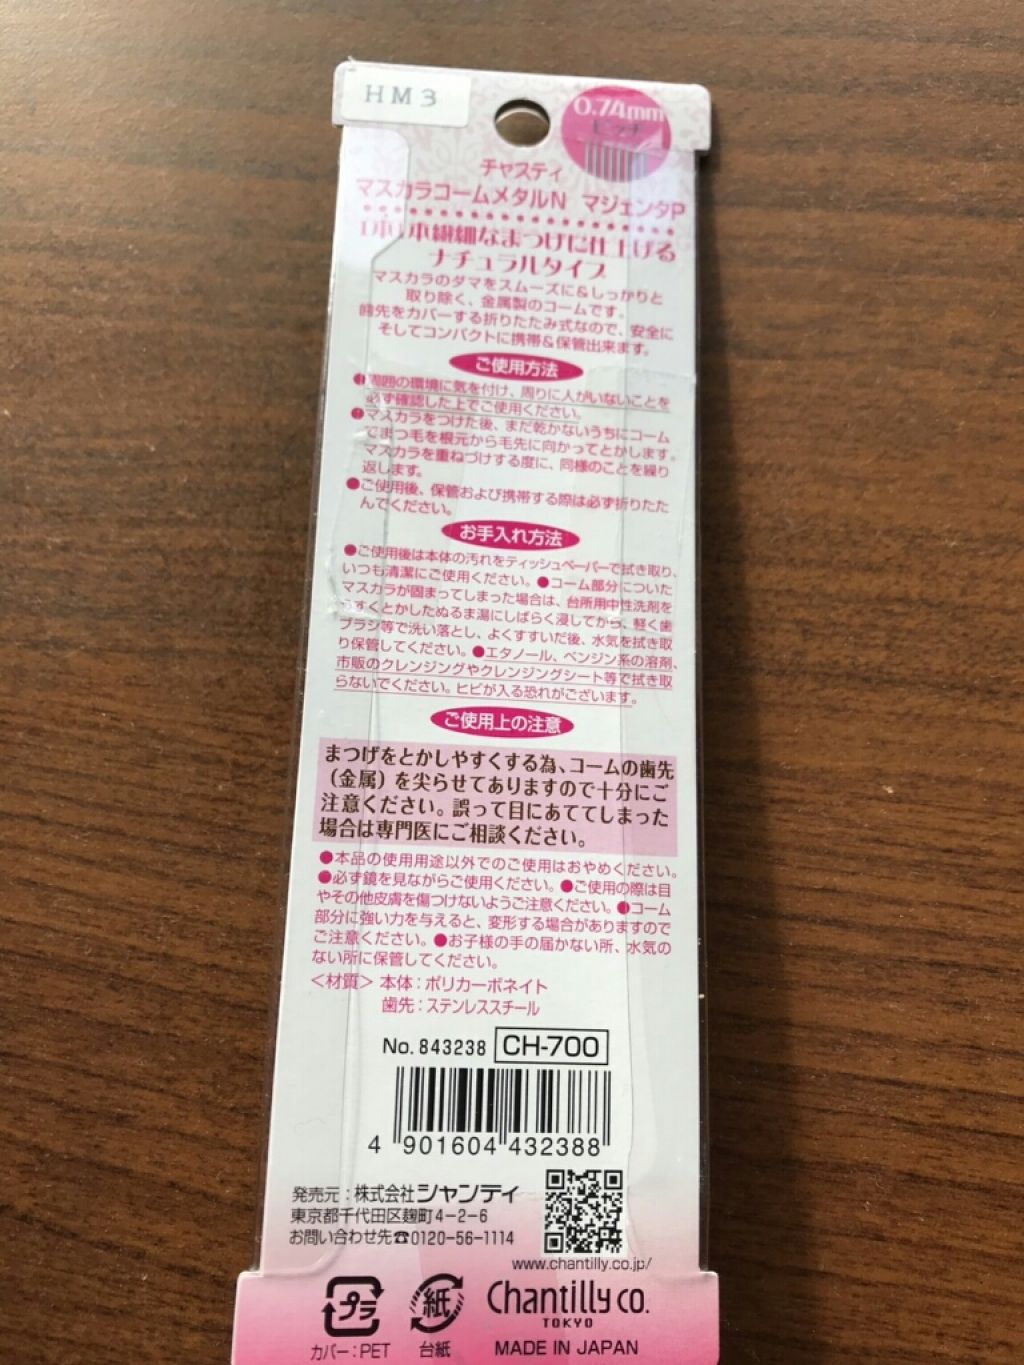 HM3
0.74mm
ピッチ
チャスティ
マスカラコームメタルN マジェンタP
1本1本繊細なまつげに仕上げる
ナチュラルタイプ
マスカラのダマをスムーズに&しっかりと
取り除く、金属製のコームです。
歯先をカバーする折りたたみ式なので、安全に
そしてコンパクトに携帯&保管出来ます。
ご使用方法
●周囲の環境に気を付け、周りに人がいないことを
必ず確認した上でご使用ください。
●マスカラをつけた後、まだ乾かないうちにコーム
でまつ毛を根元から毛先に向かってとかします。
マスカラを重ねづけする度に、同様のことを繰り
返します。
●ご使用後、保管および携帯する際は必ず折りたた
んでください。
お手入れ方法
●ご使用後は本体の汚れをティッシュペーパーで拭き取り、
いつも清潔にご使用ください。●コーム部分についた
マスカラが固まってしまった場合は、台所用中性洗剤を
うすくとかしたぬるま湯にしばらく浸してから、軽く歯
ブラシ等で洗い落とし、よくすすいだ後、水気を拭き取
り保管してください。●エタノール、ベンジン系の溶剤、
市販のクレンジングやクレンジングシート等で拭き取
らないでください。ヒビが入る恐れがございます。
ご使用上の注意
まつげをとかしやすくする為、コームの歯先
(金属)を尖らせてありますので十分にご
注意ください。誤って目にあててしまった
場合は専門医にご相談ください。
●本品の使用用途以外でのご使用はおやめください。
●必ず鏡を見ながらご使用ください。●ご使用の際は目
やその他皮膚を傷つけないようご注意ください。●コーム
部分に強い力を与えると、変形する場合がありますので
ご注意ください。●お子様の手の届かない所、水気の
ない所に保管してください。
<材質>本体:ポリカーボネイト
歯先:ステンレススチール
No. 843238 CH-700
4 901604 432388
発売元:株式会社シャンティ
東京都千代田区麹町4-2-6
お問い合わせ先☎0120-56-1114
www.chantilly.co.jp/
プラ
カバー:PET
紙
台紙
Chantilly co.
TOKYO
MADE IN JAPAN